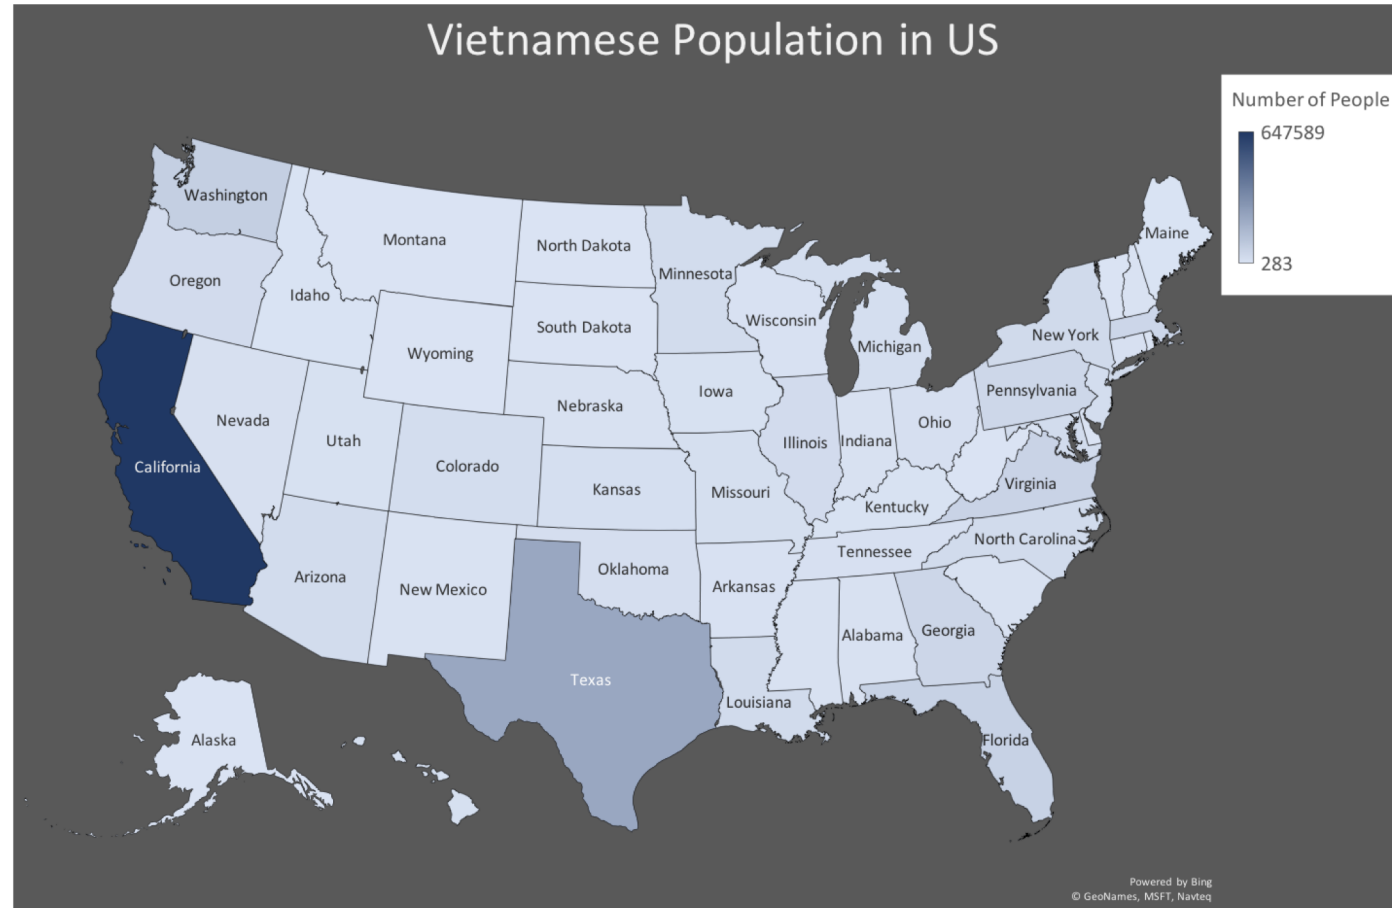 Vietnamese Population in US
Number of People
647589
283
Washington
Montana
North Dakota
Minnesota
Maine
Oregon
Idaho
Wisconsin
South Dakota
New York
Michigan
Wyoming
Pennsylvania
Iowa
Nebraska
Nevada
Ohio
Utah
Illinois
Indiana
California
Colorado
Virginia
Kansas
Missouri
Kentucky
North Carolina
Tennessee
Oklahoma
Arizona
Arkansas
New Mexico
Georgia
Alabama
Texas
Louisiana
Alaska
Florida
Powered by Bing
© GeoNames, MSFT, Navteq